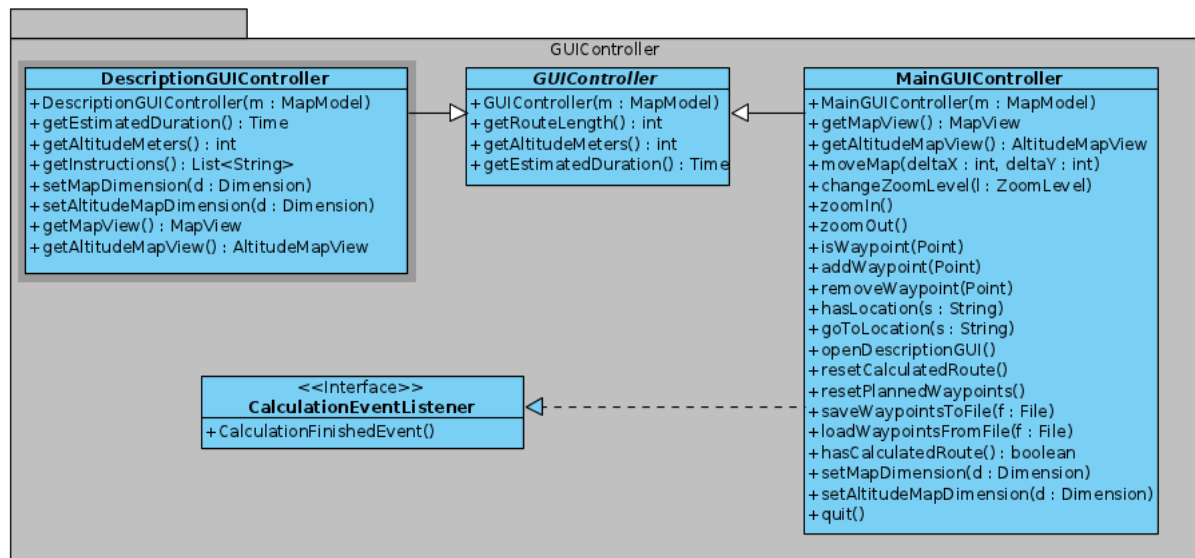 GUIController
DescriptionGUIController
+DescriptionGUIController(m : MapModel)
+getEstimatedDuration() : Time
+getAltitudeMeters() : int
+getInstructions() : List<String>
+setMapDimension(d : Dimension)
+setAltitudeMapDimension(d : Dimension)
+getMapView() : MapView
+getAltitudeMapView() : AltitudeMapView
GUIController
+GUIController(m : MapModel)
+getRouteLength() : int
+getAltitudeMeters() : int
+getEstimatedDuration() : Time
MainGUIController
+MainGUIController(m : MapModel)
+getMapView() : MapView
+getAltitudeMapView() : AltitudeMapView
+moveMap(deltaX : int, deltaY : int)
+changeZoomLevel(l : ZoomLevel)
+zoomIn()
+zoomOut()
+isWaypoint(Point)
+addWaypoint(Point)
+removeWaypoint(Point)
+hasLocation(s : String)
+goToLocation(s : String)
+openDescriptionGUI()
+resetCalculatedRoute()
+resetPlannedWaypoints()
+saveWaypointsToFile(f : File)
+loadWaypointsFromFile(f : File)
+hasCalculatedRoute() : boolean
+setMapDimension(d : Dimension)
+setAltitudeMapDimension(d : Dimension)
+quit()
<<Interface>>
CalculationEventListener
+CalculationFinishedEvent()